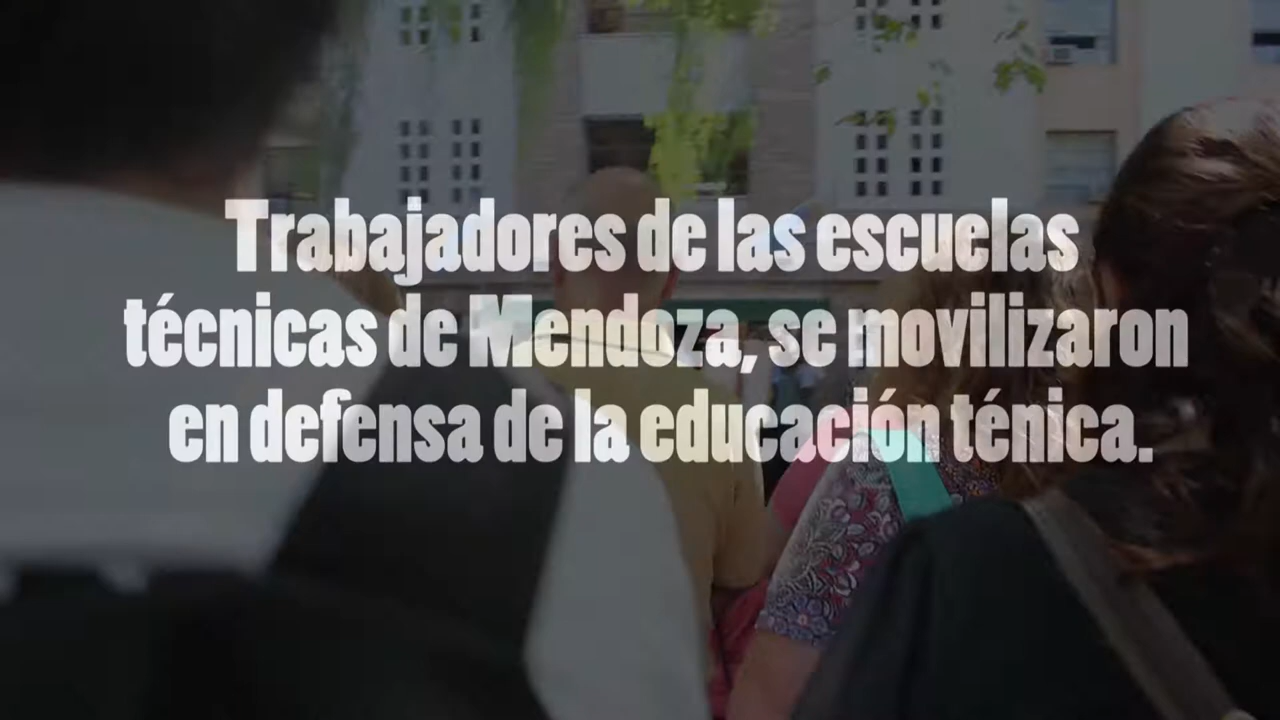 Trabajadores de las escuelas
técnicas de Mendoza, se movilizaron
en defensa de la educación ténica.